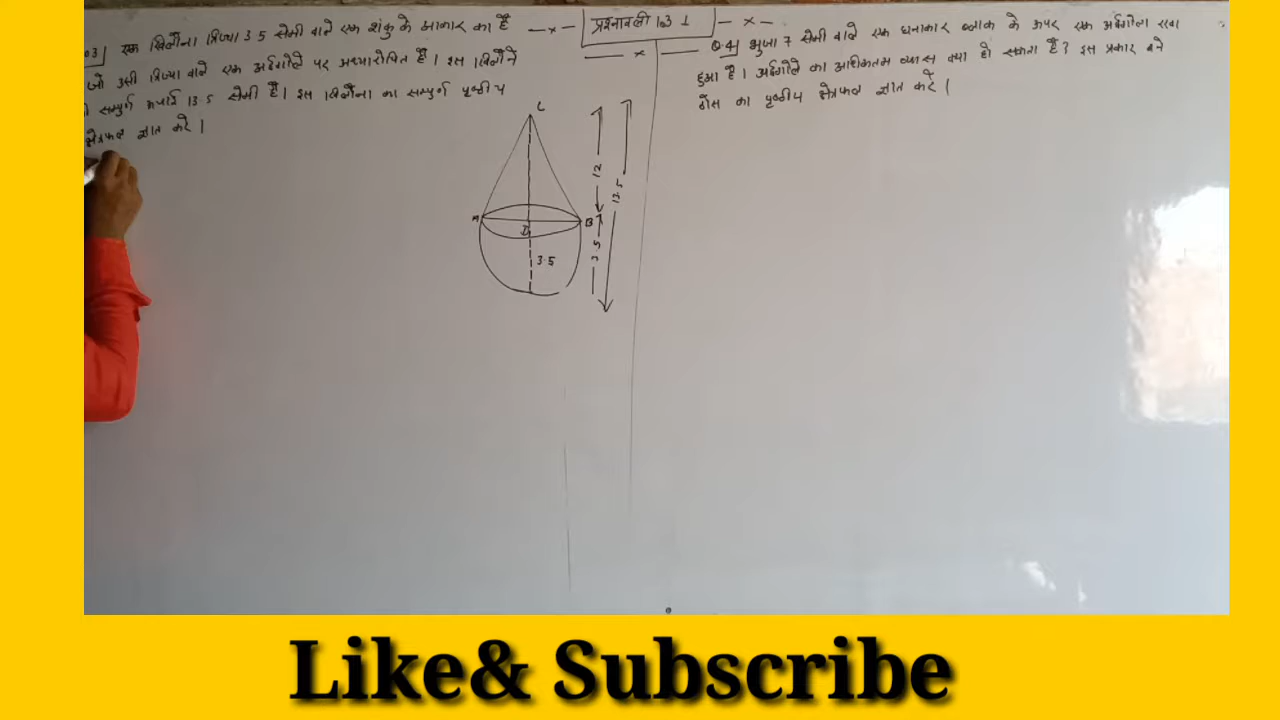 प्रश्नावली 13.1
Q3| एक खिलौना त्रिज्या 3.5 सेमी वाले एक शंकु के आकार का है
जो उसी त्रिज्या वाले एक अर्द्धगोले पर अध्यारोपित है। इस खिलौने
की सम्पुर्ण ऊचाई 13.5 सेमी है। इस खिलौना का सम्पुर्ण पृष्ठीय
क्षेत्रफल ज्ञात करे।
C
A
B
3.5
12
3.5
13.5
Q.4| भुजा 7 सेमी वाले एक घनाकार ब्लाक के ऊपर एक अर्द्धगोला रखा
हुआ है। अर्द्धगोले का अधिकतम व्यास क्या हो सकता है? इस प्रकार बने
ठोस का पृष्ठीय क्षेत्रफल ज्ञात करें।
Like& Subscribe